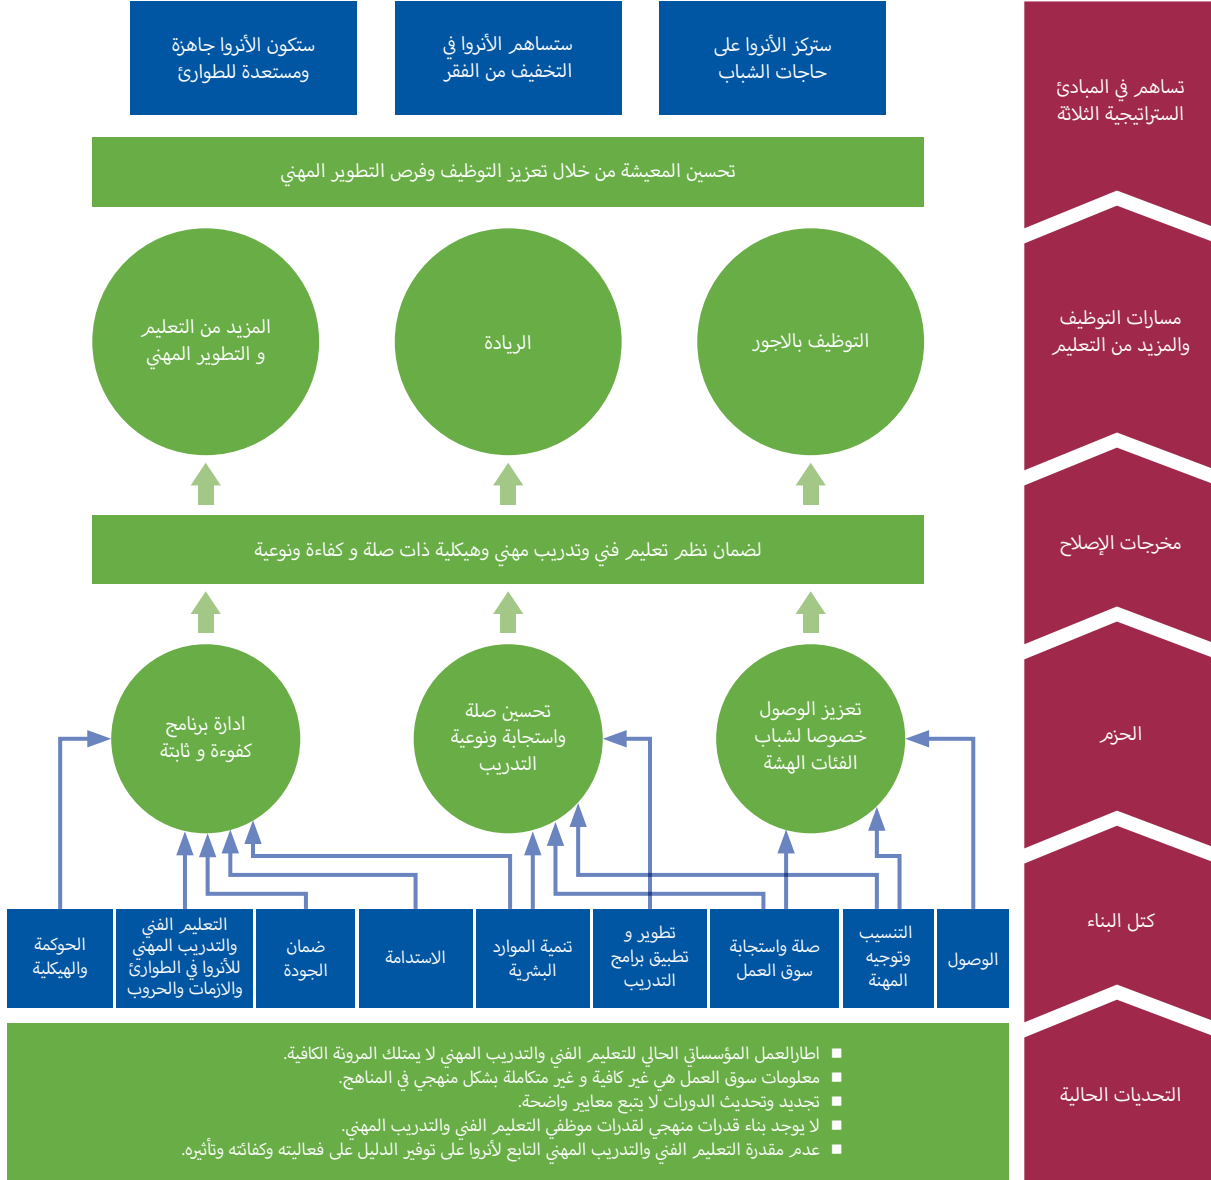 ستركز الأنروا على
حاجات الشباب
ستساهم الأنروا في
التخفيف من الفقر
ستكون الأنروا جاهزة
ومستعدة للطوارئ
تساهم في المبادئ
الستراتيجية الثلاثة
تحسين المعيشة من خلال تعزيز التوظيف وفرص التطوير المهني
مسارات التوظيف
والمزيد من التعليم
التوظيف بالاجور
الريادة
المزيد من التعليم
و التطوير المهني
مخرجات الإصلاح
لضمان نظم تعليم فني وتدريب مهني وهيكلية ذات صلة و كفاءة ونوعية
الحزم
تعزيز الوصول
خصوصا لشباب
الفئات الهشة
تحسين صلة
واستجابة ونوعية
التدريب
ادارة برنامج
كفوءة و ثابتة
كتل البناء
الوصول
التنسيب
وتوجيه
المهنة
صلة واستجابة
سوق العمل
تطوير و
تطبيق برامج
التدريب
تنمية الموارد
البشرية
الاستدامة
ضمان
الجودة
التعليم الفني
والتدريب المهني
للأنروا في الطوارئ
والازمات والحروب
الحوكمة
والهيكلية
التحديات الحالية
■ اطارالعمل المؤسساتي الحالي للتعليم الفني والتدريب المهني لا يمتلك المرونة الكافية.
■ معلومات سوق العمل هي غير كافية و غير متكاملة بشكل منهجي في المناهج.
■ تجديد وتحديث الدورات لا يتبع معايير واضحة.
■ لا يوجد بناء قدرات منهجي لقدرات موظفي التعليم الفني والتدريب المهني.
■ عدم مقدرة التعليم الفني والتدريب المهني التابع لأنروا على توفير الدليل على فعاليته وكفائته وتأثيره.